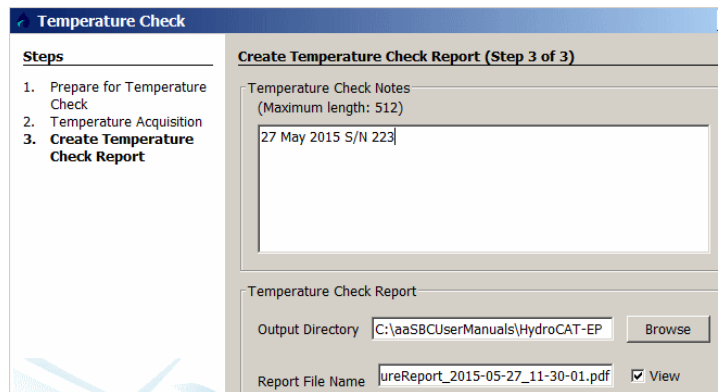 Temperature Check
Steps
1. Prepare for Temperature
Check
2. Temperature Acquisition
3. Create Temperature
Check Report
Create Temperature Check Report (Step 3 of 3)
Temperature Check Notes
(Maximum length: 512)
27 May 2015 S/N 223
Temperature Check Report
Output Directory C:\aaSBCUserManuals\HydroCAT-EP Browse
Report File Name ureReport_2015-05-27_11-30-01.pdf View